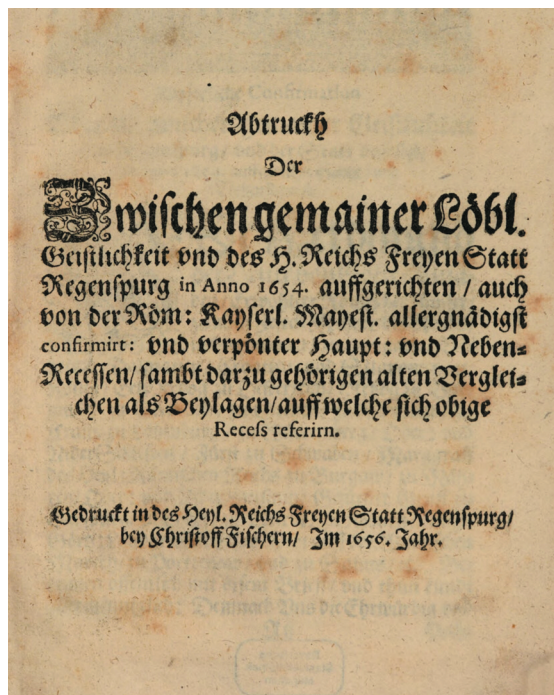 Abtruckh
Der
Zwischen gemainer Löbl.
Geistlichkeit vnd des H. Reichs Freyen Statt
Regenspurg in Anno 1654. auffgerichten / auch
von der Röm: Kayserl. Mayest. allergnädigst
confirmirt: vnd verpönter Haupt: vnd Neben-
Recessen/ sambt darzu gehörigen alten Verglei-
chen als Beylagen/ auff welche sich obige
Recess referirn.
Gedruckt in des Heyl. Reichs Freyen Statt Regenspurg/
bey Christoff Fischern/ Im 1656. Jahr.